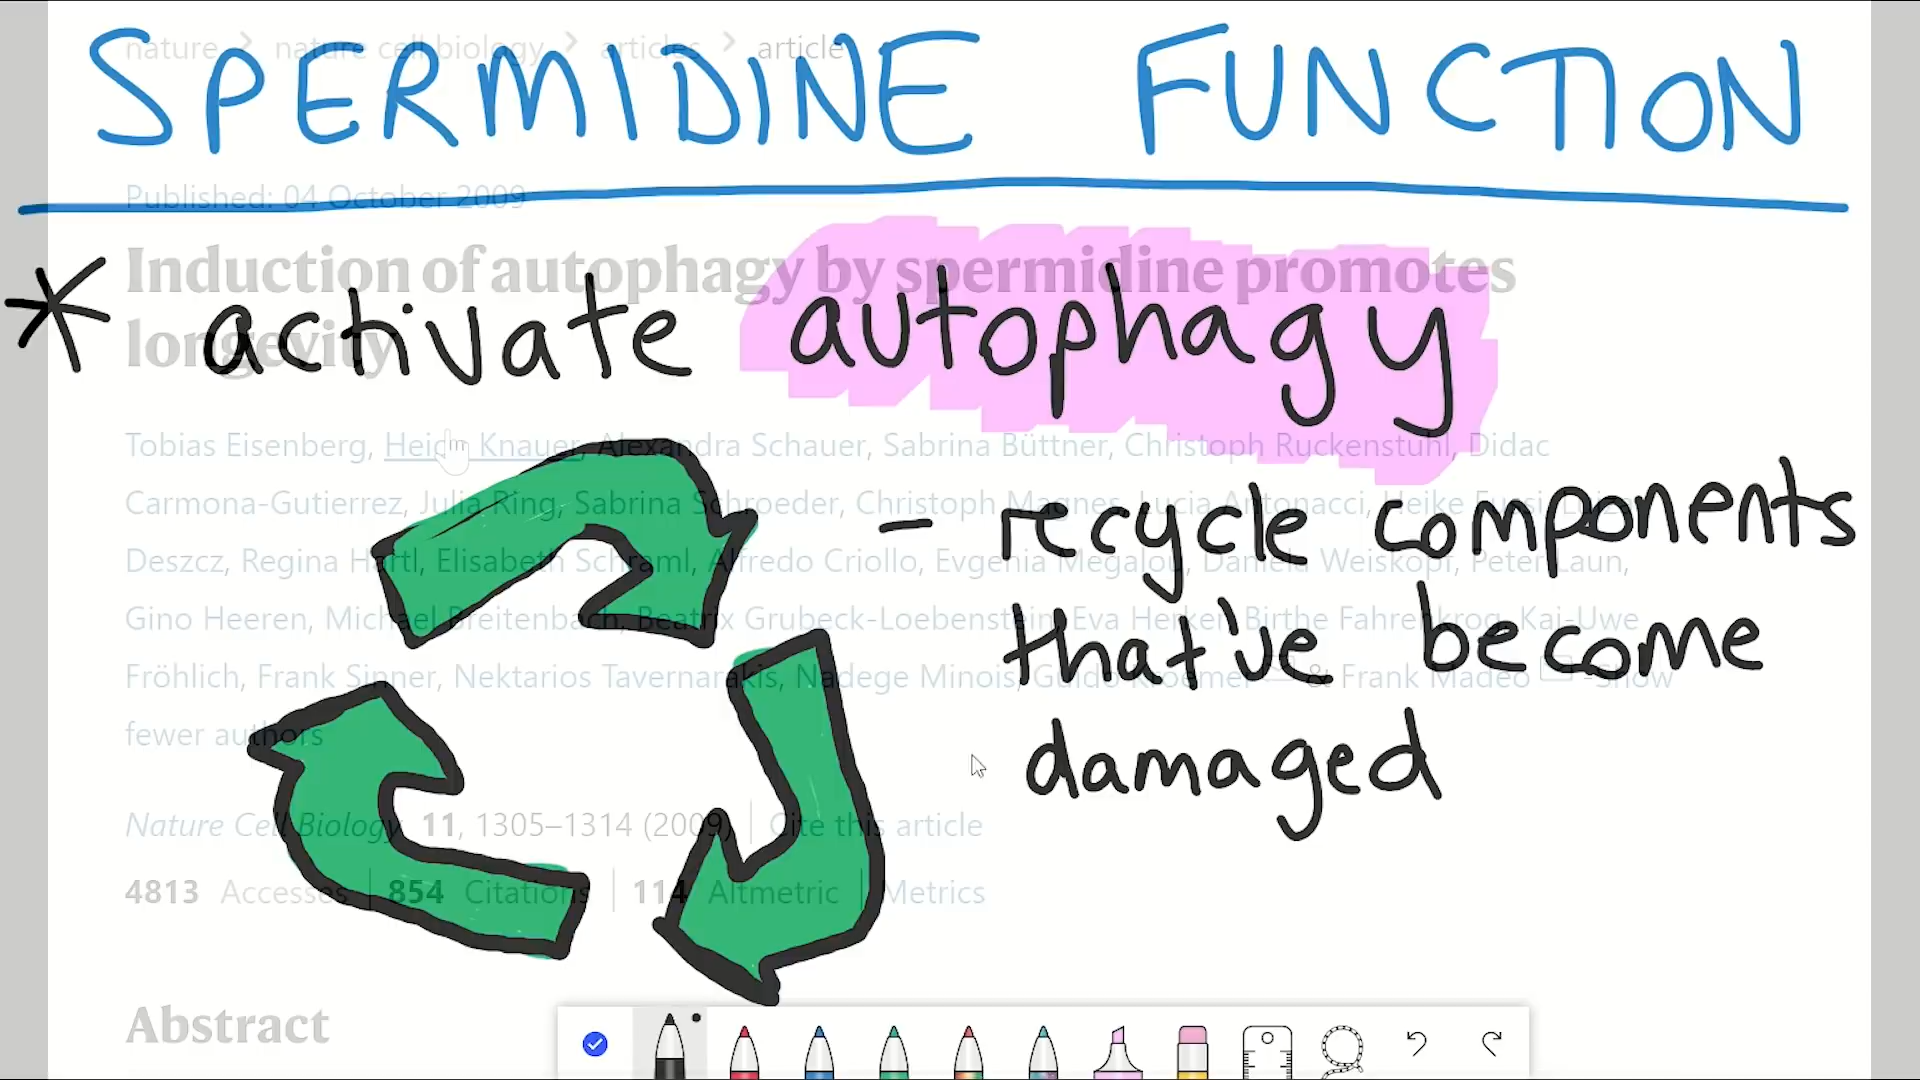 nature > nature cell biology > articles > article
SPERMIDINE FUNCTION
Published: 04 October 2009
Induction of autophagy by spermidine promotes
longevity
* activate autophagy
Tobias Eisenberg, Heide Knauer, Alexandra Schauer, Sabrina Büttner, Christoph Ruckenstuhl, Didac
Carmona-Gutierrez, Julia Ring, Sabrina Schroeder, Christoph Magnes, Lucia Antonacci, Heike Fussi,
- recycle components
Deszcz, Regina Hartl, Elisabeth Schraml, Alfredo Criollo, Evgenia Megalou, Daniela Weiskopf, Peter Laun,
Gino Heeren, Michael Breitenbach, Beatrix Grubeck-Loebenstein, Eva Herker, Birthe Fahrenkrog, Kai-Uwe
that've become
Fröhlich, Frank Sinner, Nektarios Tavernarakis, Nadege Minois, Guido Kroemer & Frank Madeo -Show
fewer authors
damaged
Nature Cell Biology 11, 1305–1314 (2009) | Cite this article
4813 Accesses | 854 Citations | 114 Altmetric | Metrics
Abstract